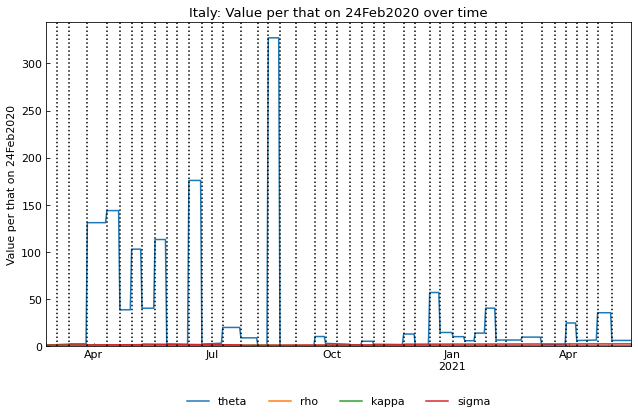 Italy: Value per that on 24Feb2020 over time
Value per that on 24Feb2020
300
250
200
150
100
50
0
Apr
Jul
Oct
Jan
2021
Apr
theta
rho
kappa
sigma